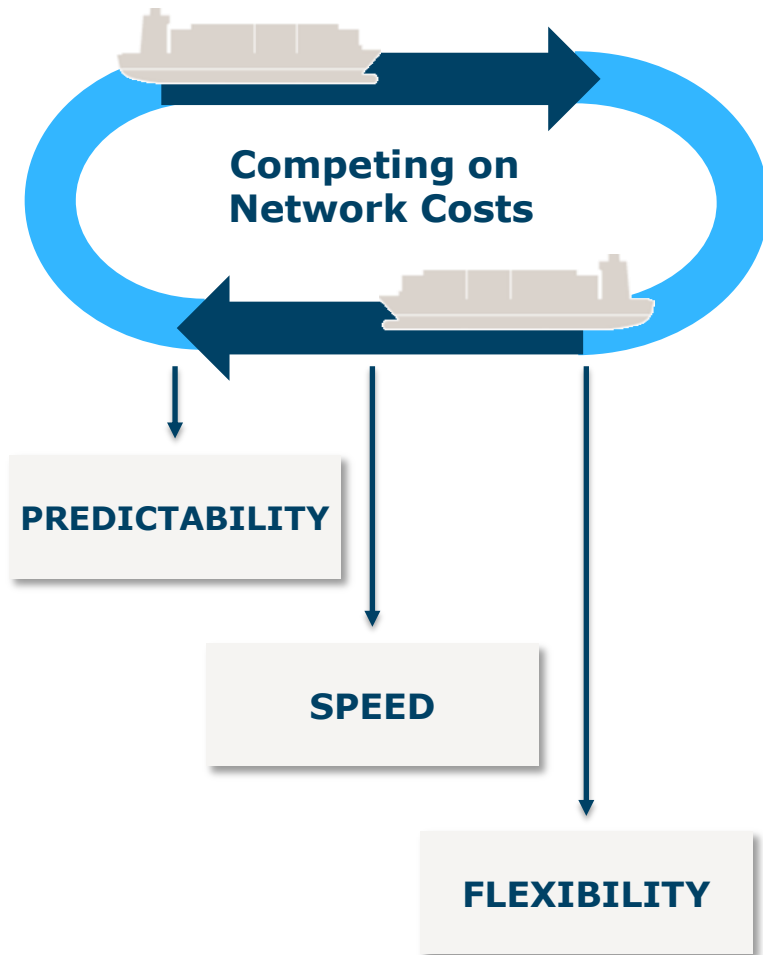 Competing on
Network Costs
PREDICTABILITY
SPEED
FLEXIBILITY